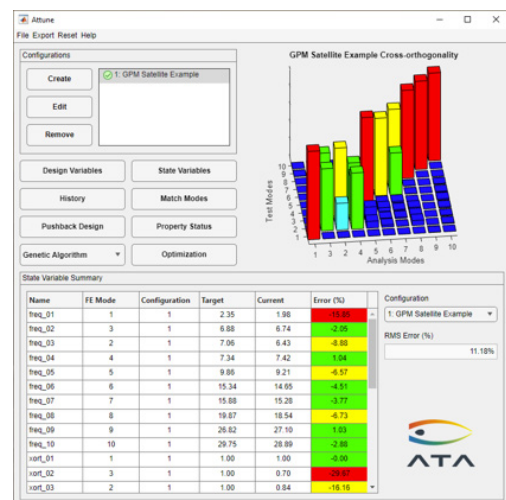 Attune
File Export Reset Help
Configurations
Create
Edit
Remove
1: GPM Satellite Example
Design Variables
State Variables
History
Match Modes
Pushback Design
Property Status
Genetic Algorithm
Optimization
GPM Satellite Example Cross-orthogonality
Test Modes
10
9
8
7
6
5
4
3
2
1
1 3 2 4 5 6 7 8 9 10
Analysis Modes
State Variable Summary
Name FE Mode Configuration Target Current Error (%)
freq_01 1 1 2.35 1.98
freq_02 3 1 6.88 6.74 -2.05
freq_03 2 1 7.06 6.43 -8.88
freq_04 4 1 7.34 7.42 1.04
freq_05 5 1 9.86 9.21 -6.57
freq_06 6 1 15.34 14.65 -4.51
freq_07 7 1 15.88 15.28 -3.77
freq_08 8 1 19.87 18.54 -6.73
freq_09 9 1 26.82 27.10 1.03
freq_10 10 1 29.75 28.89 -2.88
xort_01 1 1 1.00 1.00 -0.00
xort_02 3 1 1.00 0.70
xort_03 2 1 1.00 0.84 -16.16
Configuration
1: GPM Satellite Example
RMS Error (%)
11.18%
ATA